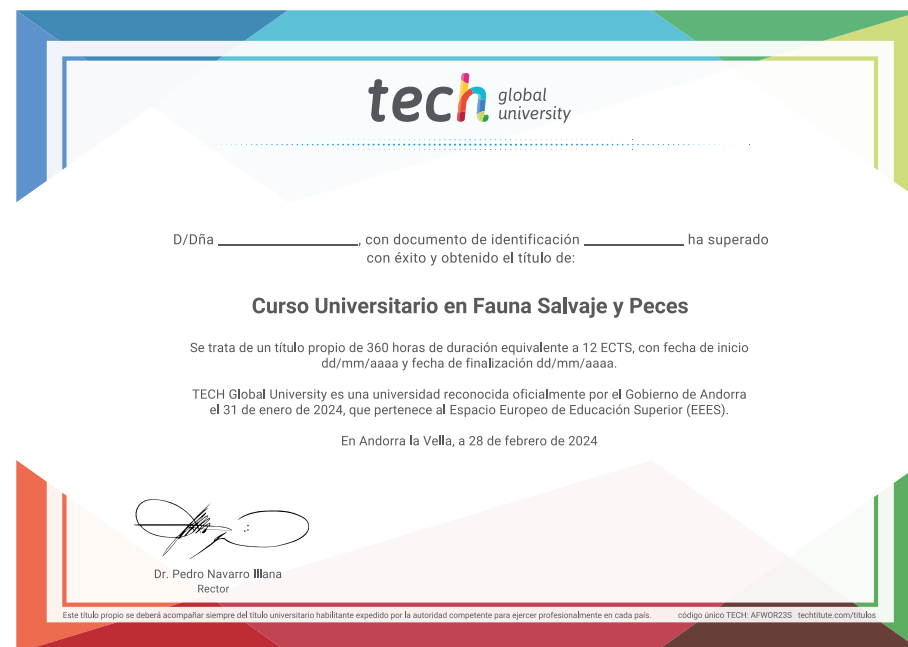 tech global university
D/Dña ____________, con documento de identificación ____________ ha superado
con éxito y obtenido el título de:
Curso Universitario en Fauna Salvaje y Peces
Se trata de un título propio de 360 horas de duración equivalente a 12 ECTS, con fecha de inicio
dd/mm/aaaa y fecha de finalización dd/mm/aaaa.
TECH Global University es una universidad reconocida oficialmente por el Gobierno de Andorra
el 31 de enero de 2024, que pertenece al Espacio Europeo de Educación Superior (EEES).
En Andorra la Vella, a 28 de febrero de 2024
Dr. Pedro Navarro Illana
Rector
Este título propio se deberá acompañar siempre del título universitario habilitante expedido por la autoridad competente para ejercer profesionalmente en cada país. código único TECH: AFWOR23S techtitute.com/titulos